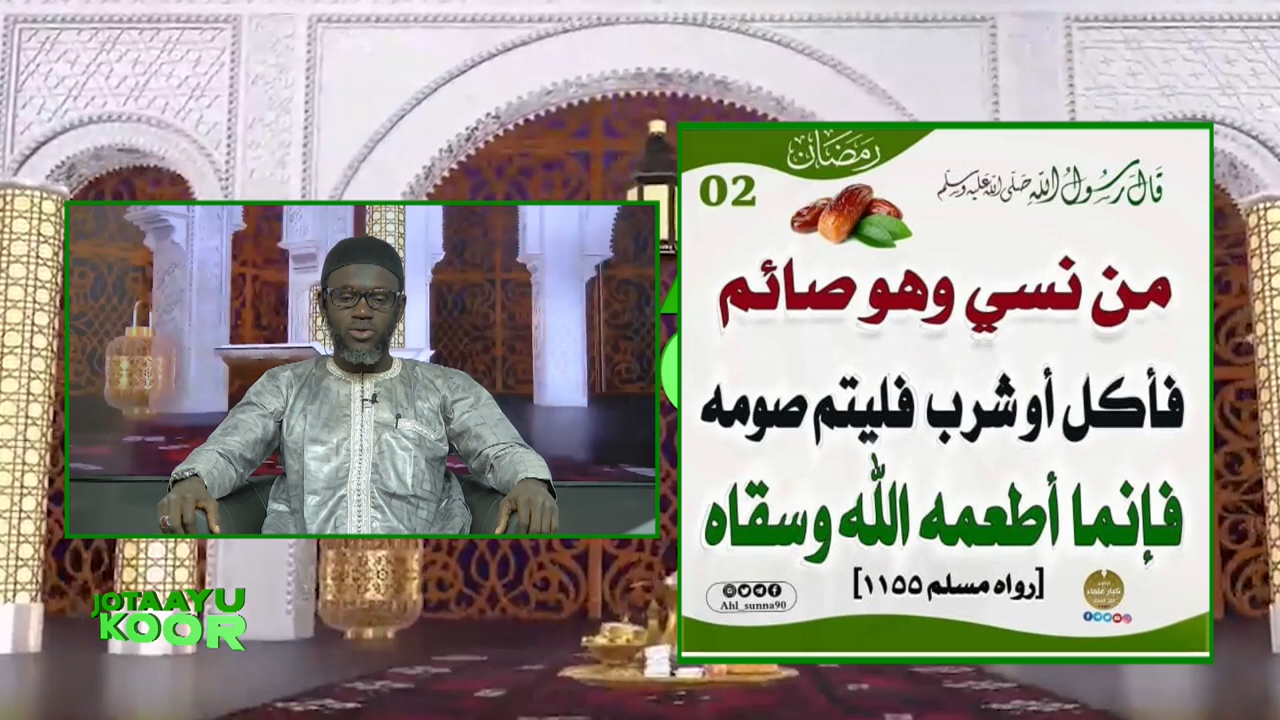 رمضان
02
قال رسول الله صلى الله عليه وسلم
من نسي وهو صائم
فأكل أو شرب فليتم صومه
فإنما أطعمه الله وسقاه
[رواه مسلم ١١٥٥]
Ahl_sunna90
JOTAAYU
KOOR